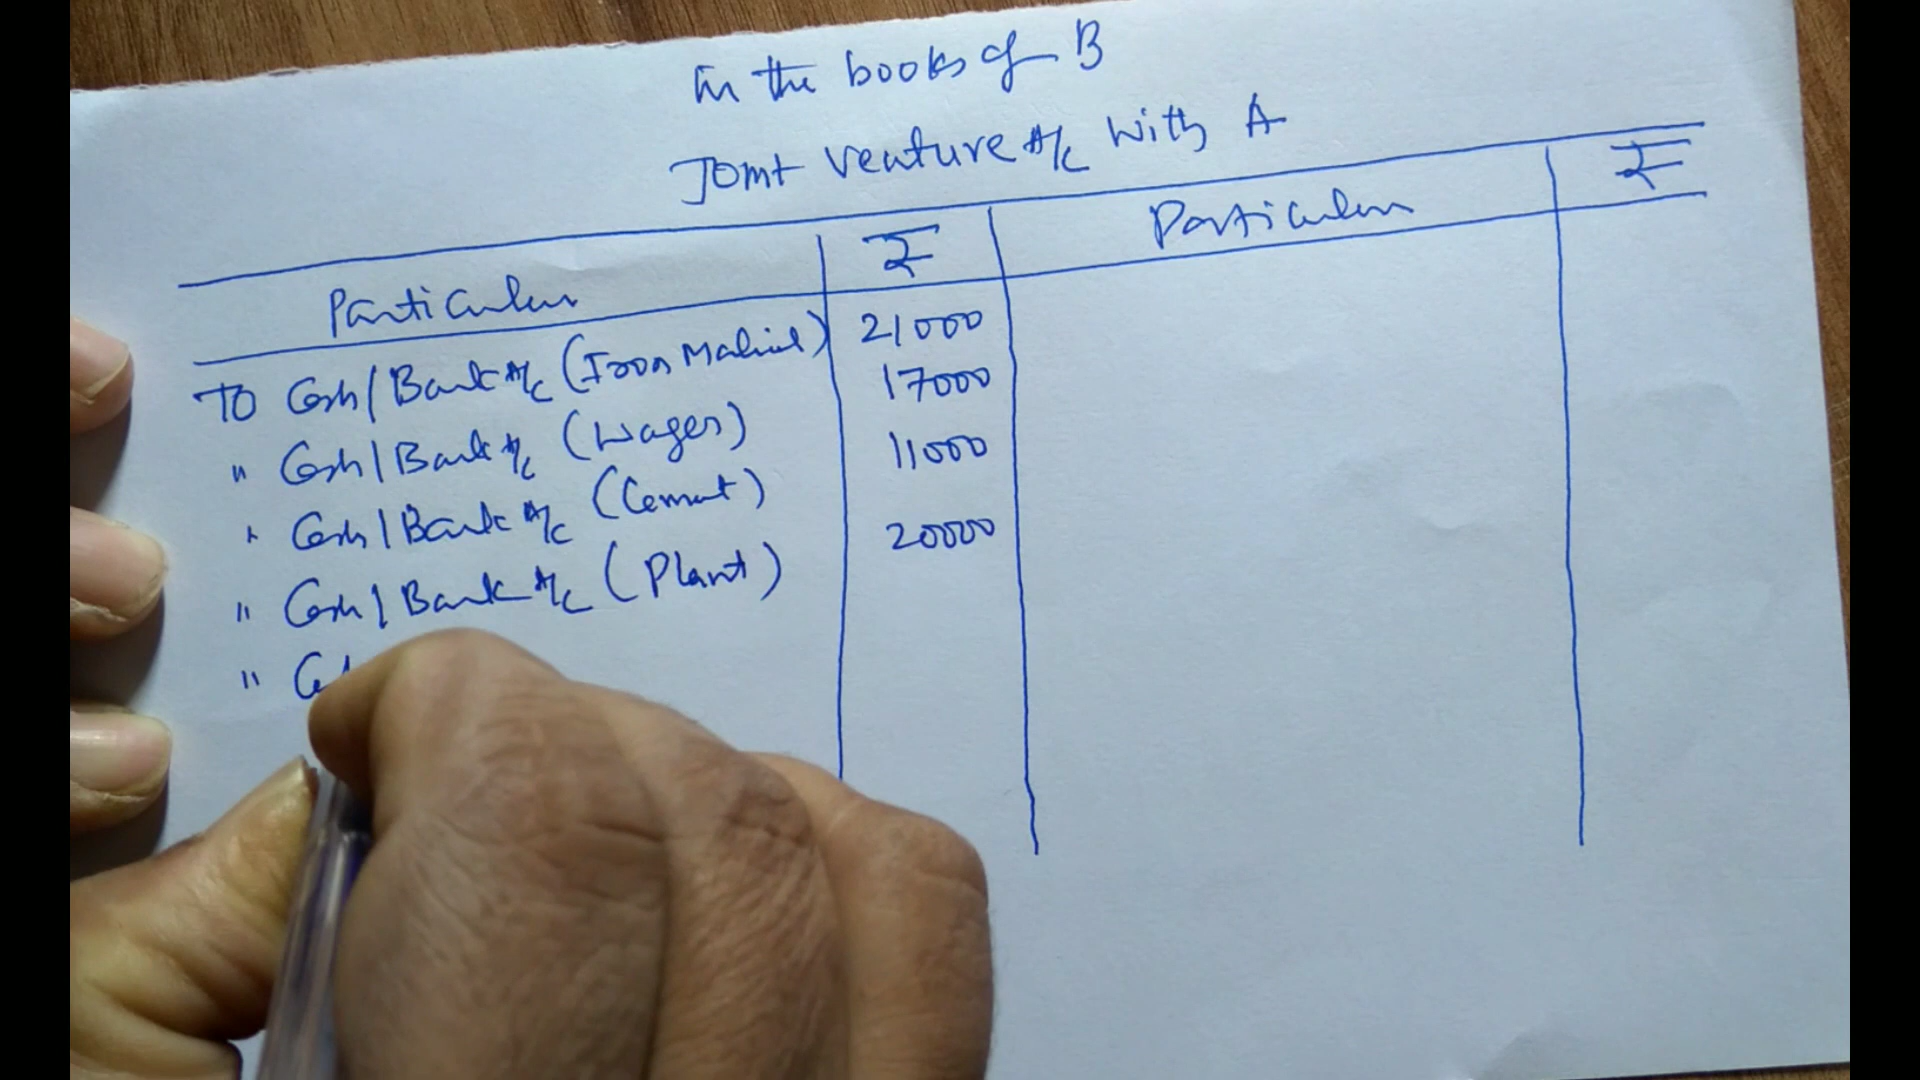 In the books of B
Joint Venture A/c with A
Particulars ₹ Particulars ₹
To Cash/Bank A/c (Iron Material) 21000
" Cash/Bank A/c (Wages) 17000
" Cash/Bank A/c (Cement) 11000
" Cash/Bank A/c (Plant) 20000
"